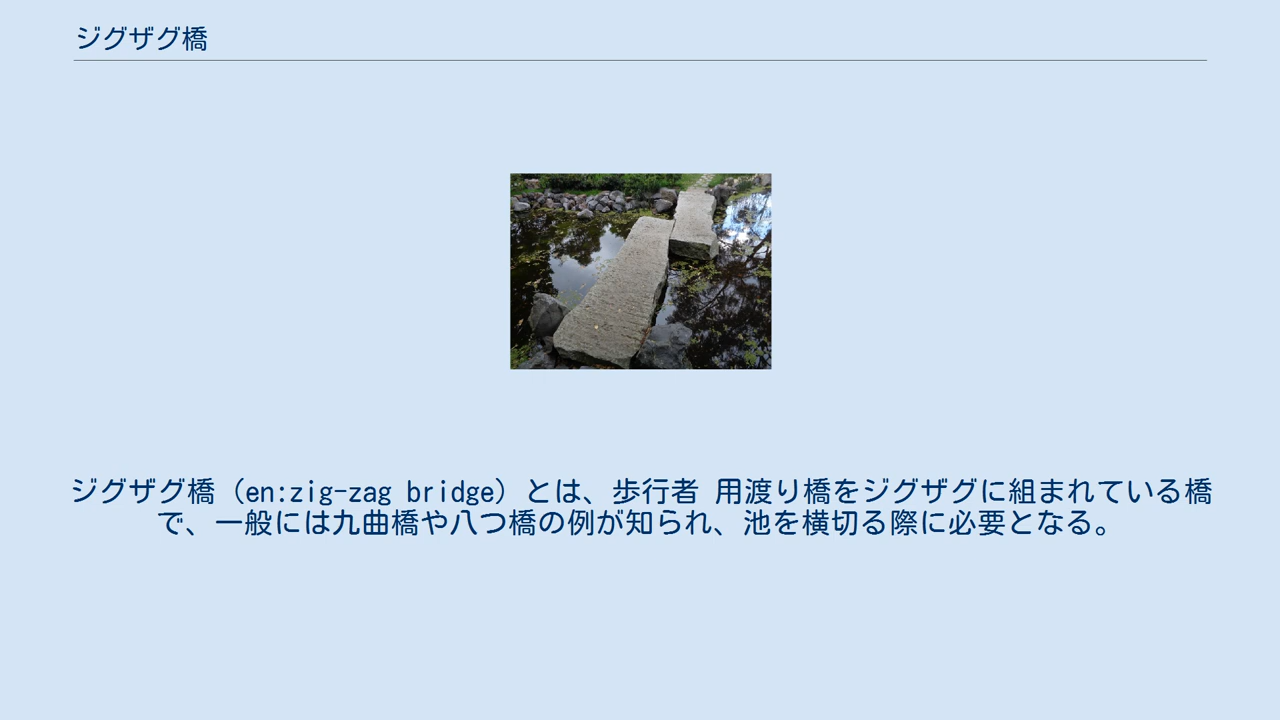 ジグザグ橋
ジグザグ橋（en:zig-zag bridge）とは、歩行者 用渡り橋をジグザグに組まれている橋
で、一般には九曲橋や八つ橋の例が知られ、池を横切る際に必要となる。